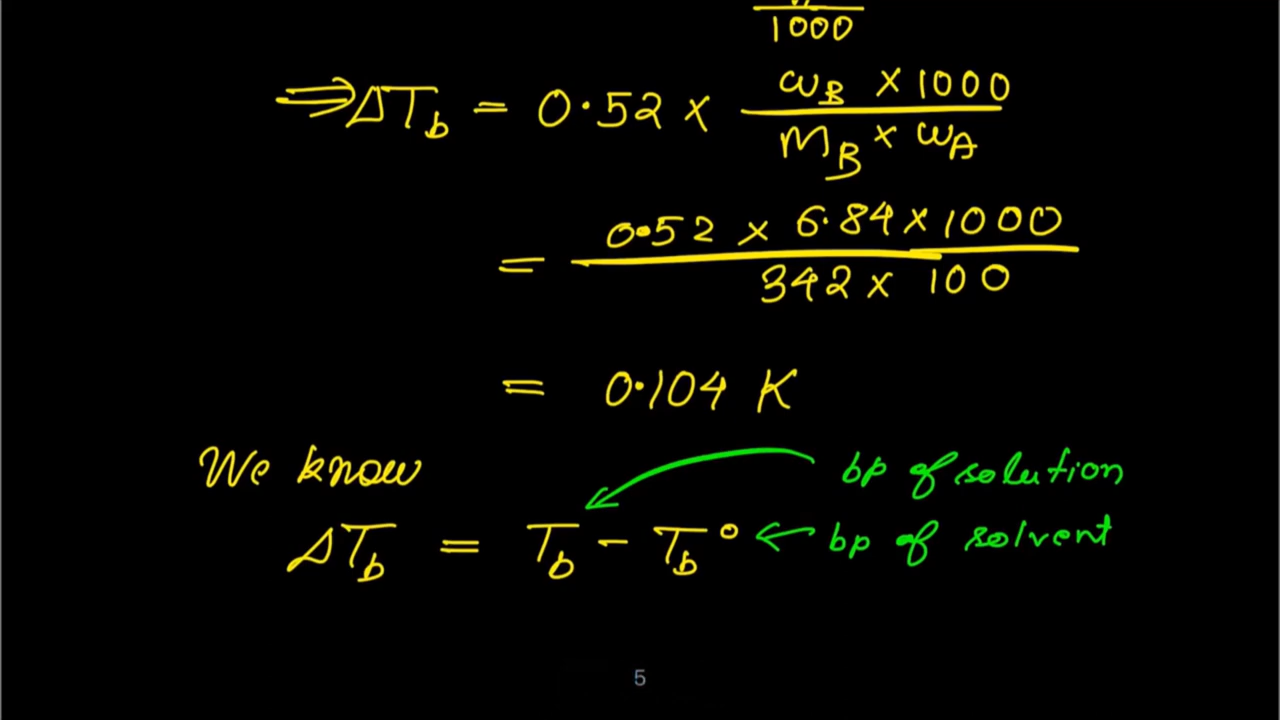 1000
⇒ ΔT_b = 0.52 × (w_B × 1000) / (M_B × w_A)
= (0.52 × 6.84 × 1000) / (342 × 100)
= 0.104 K
We know
bp of solution
ΔT_b = T_b - T_b° ← bp of solvent
5